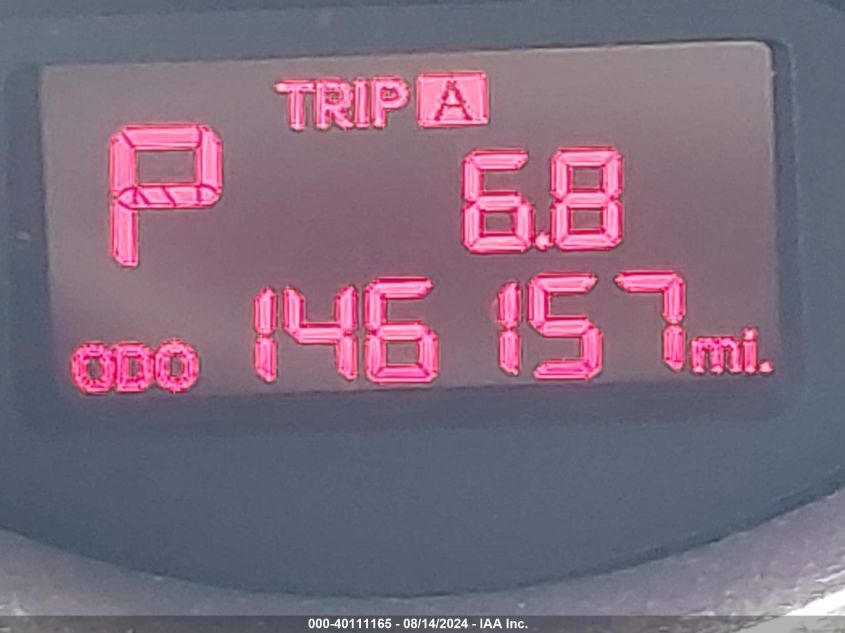 TRIP A
P 6.8
ODO 146157 mi.
000-40111165 - 08/14/2024 - IAA Inc.